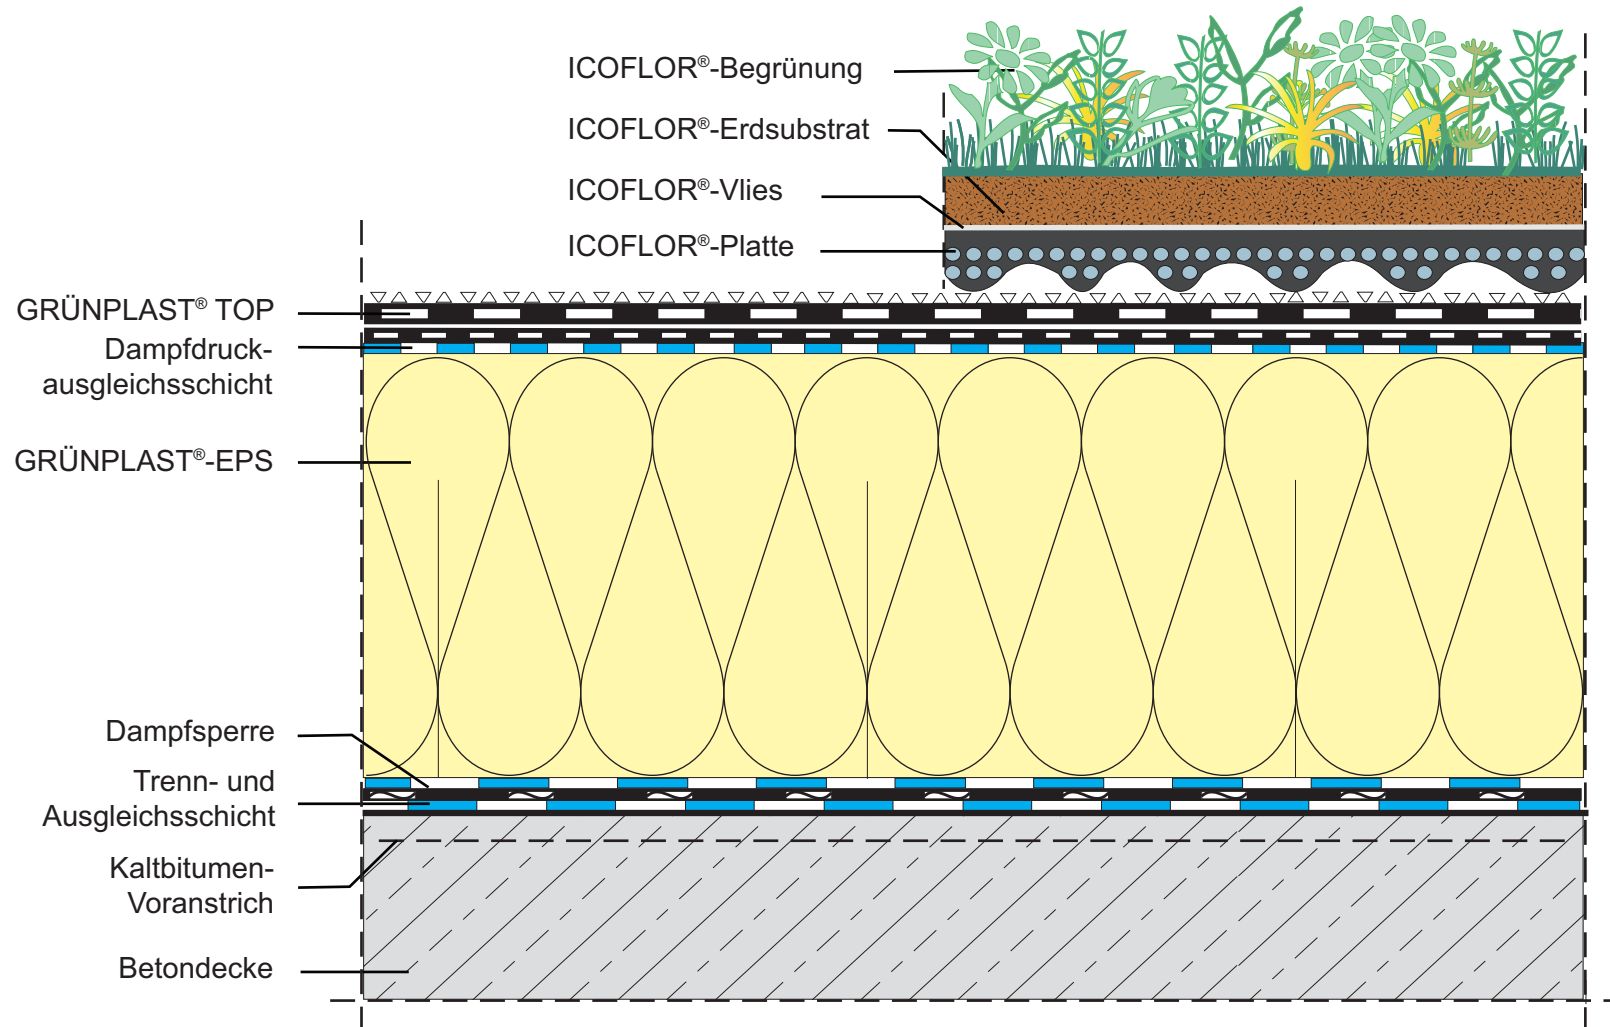 ICOFLOR®-Begrünung
ICOFLOR®-Erdsubstrat
ICOFLOR®-Vlies
ICOFLOR®-Platte
GRÜNPLAST® TOP
Dampfdruck-
ausgleichsschicht
GRÜNPLAST®-EPS
Dampfsperre
Trenn- und
Ausgleichsschicht
Kaltbitumen-
Voranstrich
Betondecke